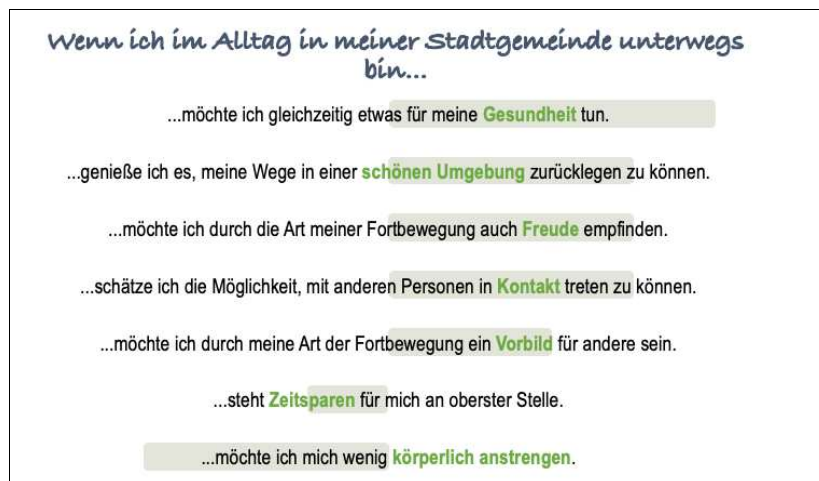 Wenn ich im Alltag in meiner Stadtgemeinde unterwegs
bin...
...möchte ich gleichzeitig etwas für meine Gesundheit tun.
...genieße ich es, meine Wege in einer schönen Umgebung zurücklegen zu können.
...möchte ich durch die Art meiner Fortbewegung auch Freude empfinden.
...schätze ich die Möglichkeit, mit anderen Personen in Kontakt treten zu können.
...möchte ich durch meine Art der Fortbewegung ein Vorbild für andere sein.
...steht Zeitsparen für mich an oberster Stelle.
...möchte ich mich wenig körperlich anstrengen.